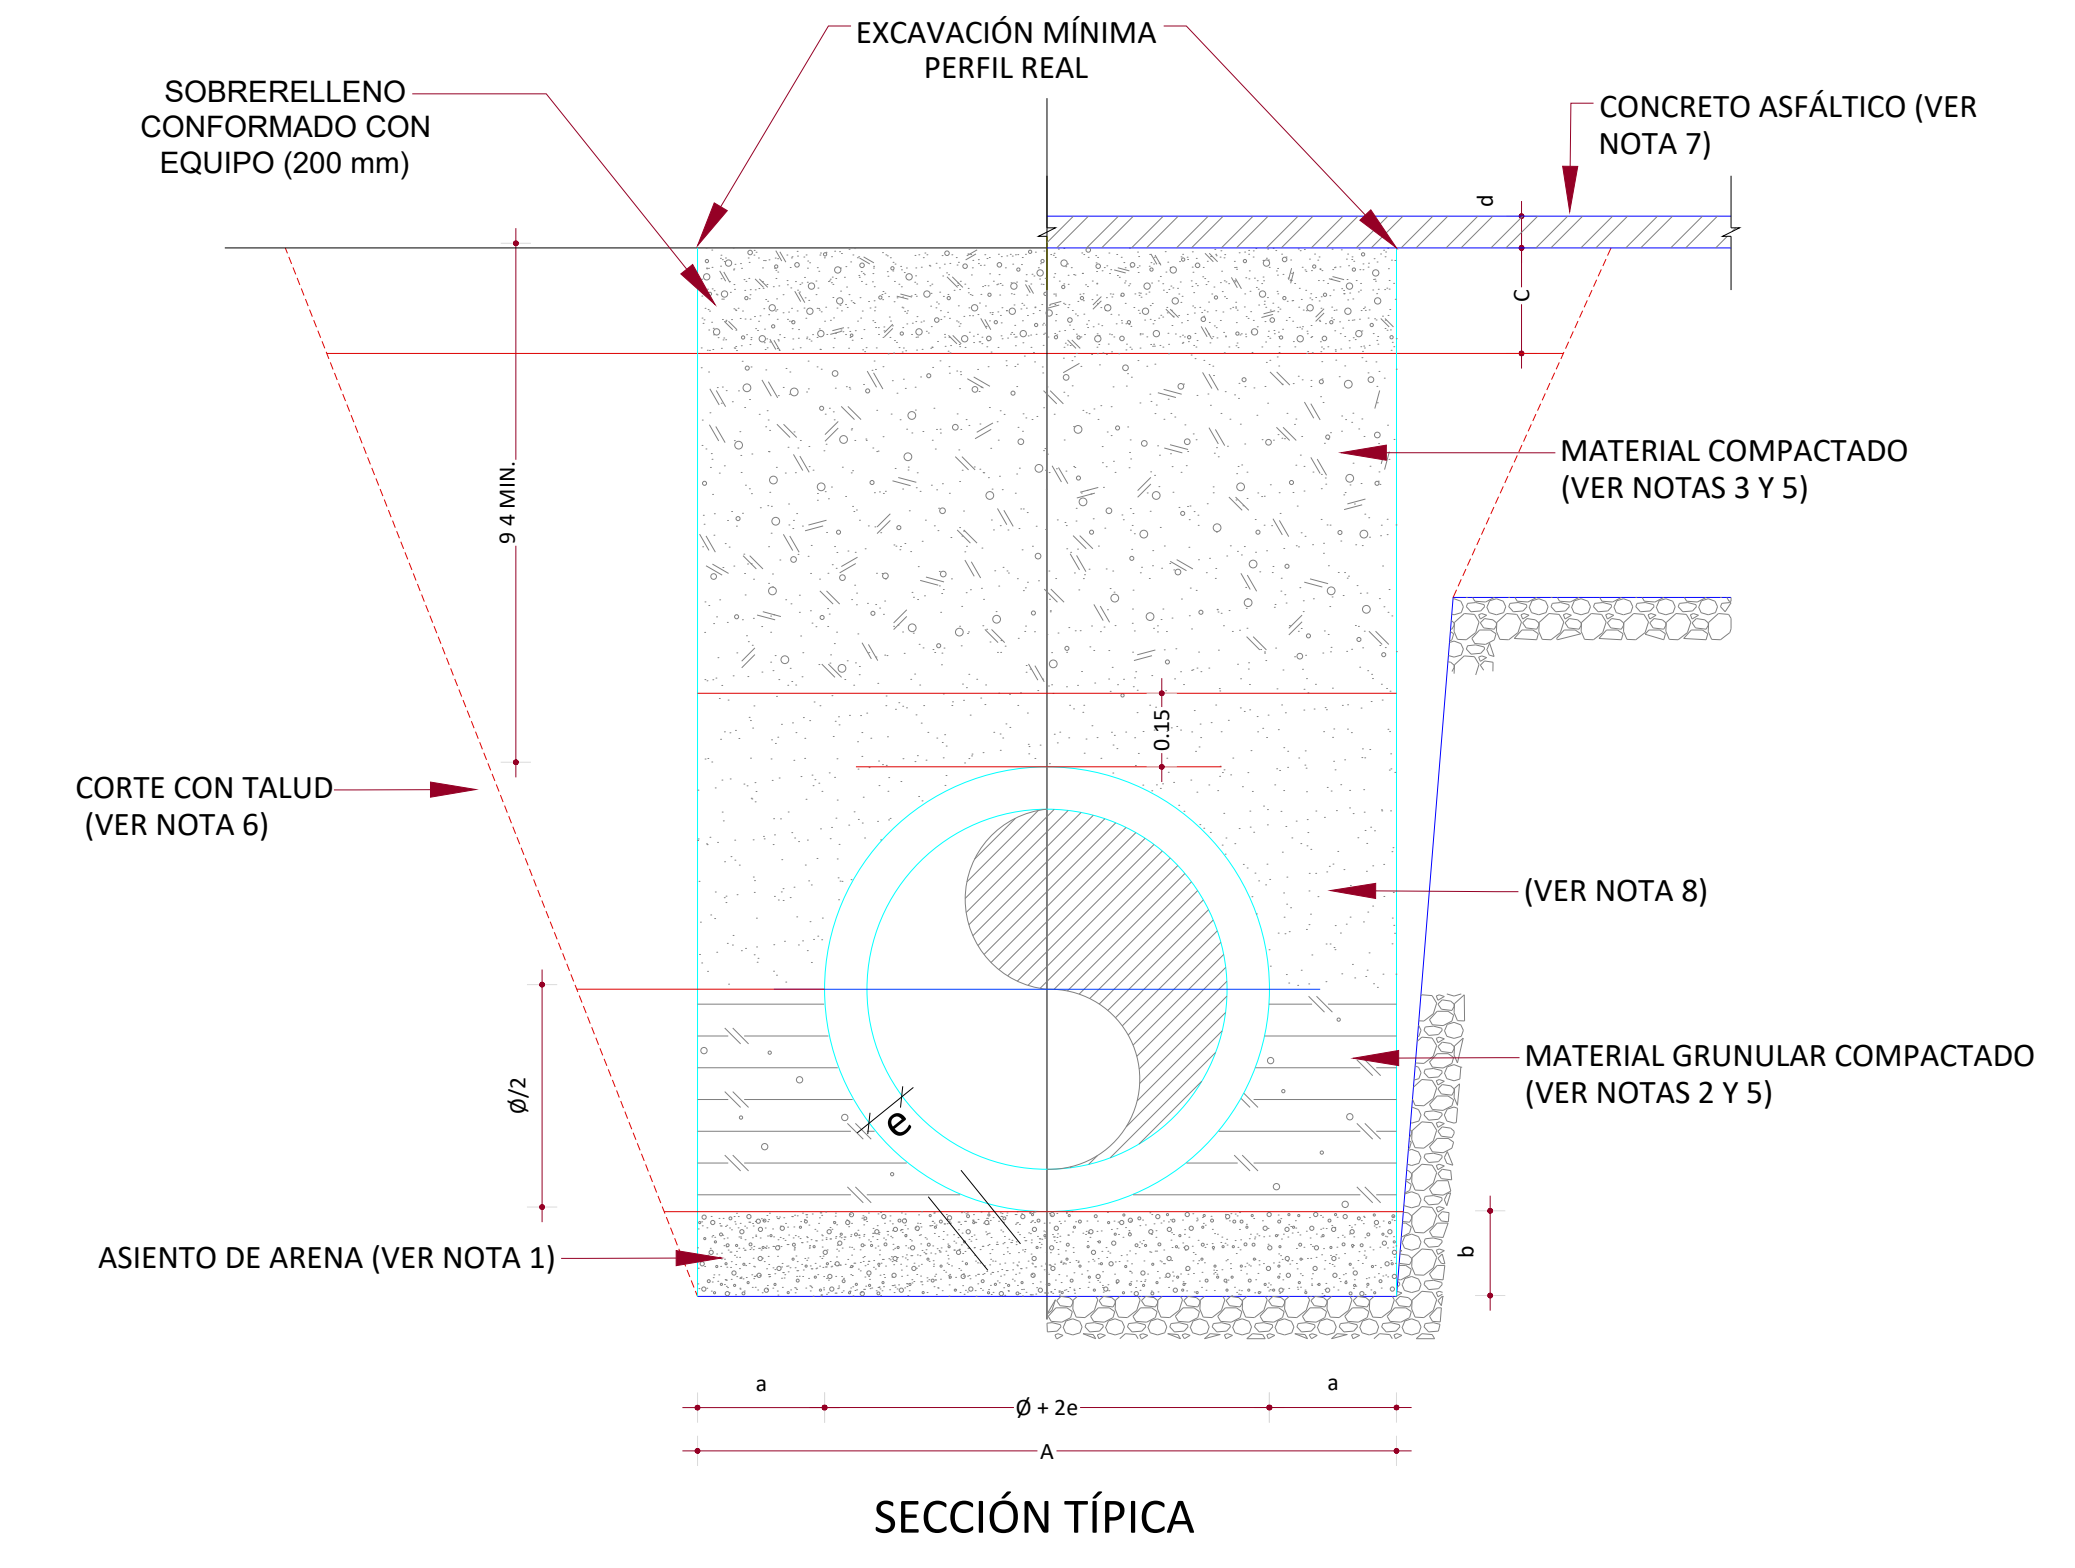 EXCAVACIÓN MÍNIMA
PERFIL REAL
SOBRERELLENO
CONFORMADO CON
EQUIPO (200 mm)
CONCRETO ASFÁLTICO (VER
NOTA 7)
d
C
9 4 MIN.
MATERIAL COMPACTADO
(VER NOTAS 3 Y 5)
0.15
CORTE CON TALUD
(VER NOTA 6)
(VER NOTA 8)
Ø/2
e
MATERIAL GRUNULAR COMPACTADO
(VER NOTAS 2 Y 5)
ASIENTO DE ARENA (VER NOTA 1)
b
a
Ø + 2e
a
A
SECCIÓN TÍPICA